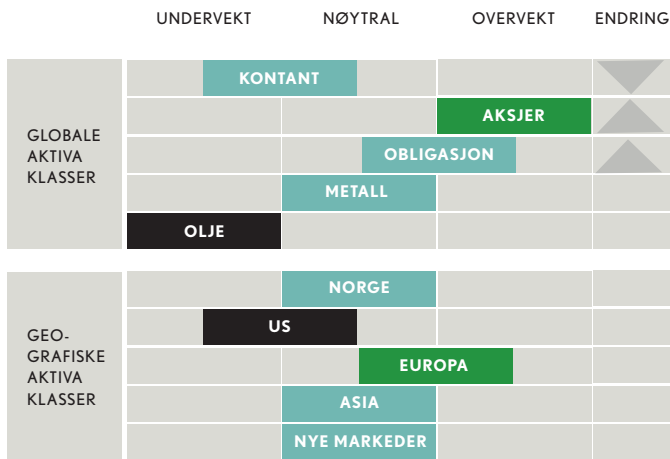 UNDERVEKT NØYTRAL OVERVEKT ENDRING
GLOBALE
AKTIVA
KLASSER
KONTANT
AKSJER
OBLIGASJON
METALL
OLJE
GEO-
GRAFISKE
AKTIVA
KLASSER
NORGE
US
EUROPA
ASIA
NYE MARKEDER